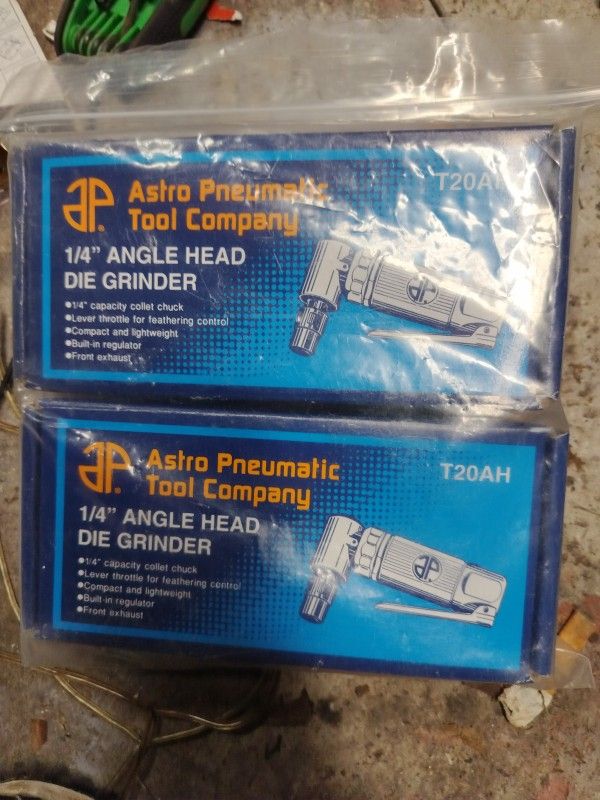 Astro Pneumatic
Tool Company
T20AH
1/4" ANGLE HEAD
DIE GRINDER
●1/4" capacity collet chuck
●Lever throttle for feathering control
●Compact and lightweight
●Built-in regulator
●Front exhaust
AP®
Astro Pneumatic
Tool Company
T20AH
1/4" ANGLE HEAD
DIE GRINDER
●1/4" capacity collet chuck
●Lever throttle for feathering control
●Compact and lightweight
●Built-in regulator
●Front exhaust
AP®